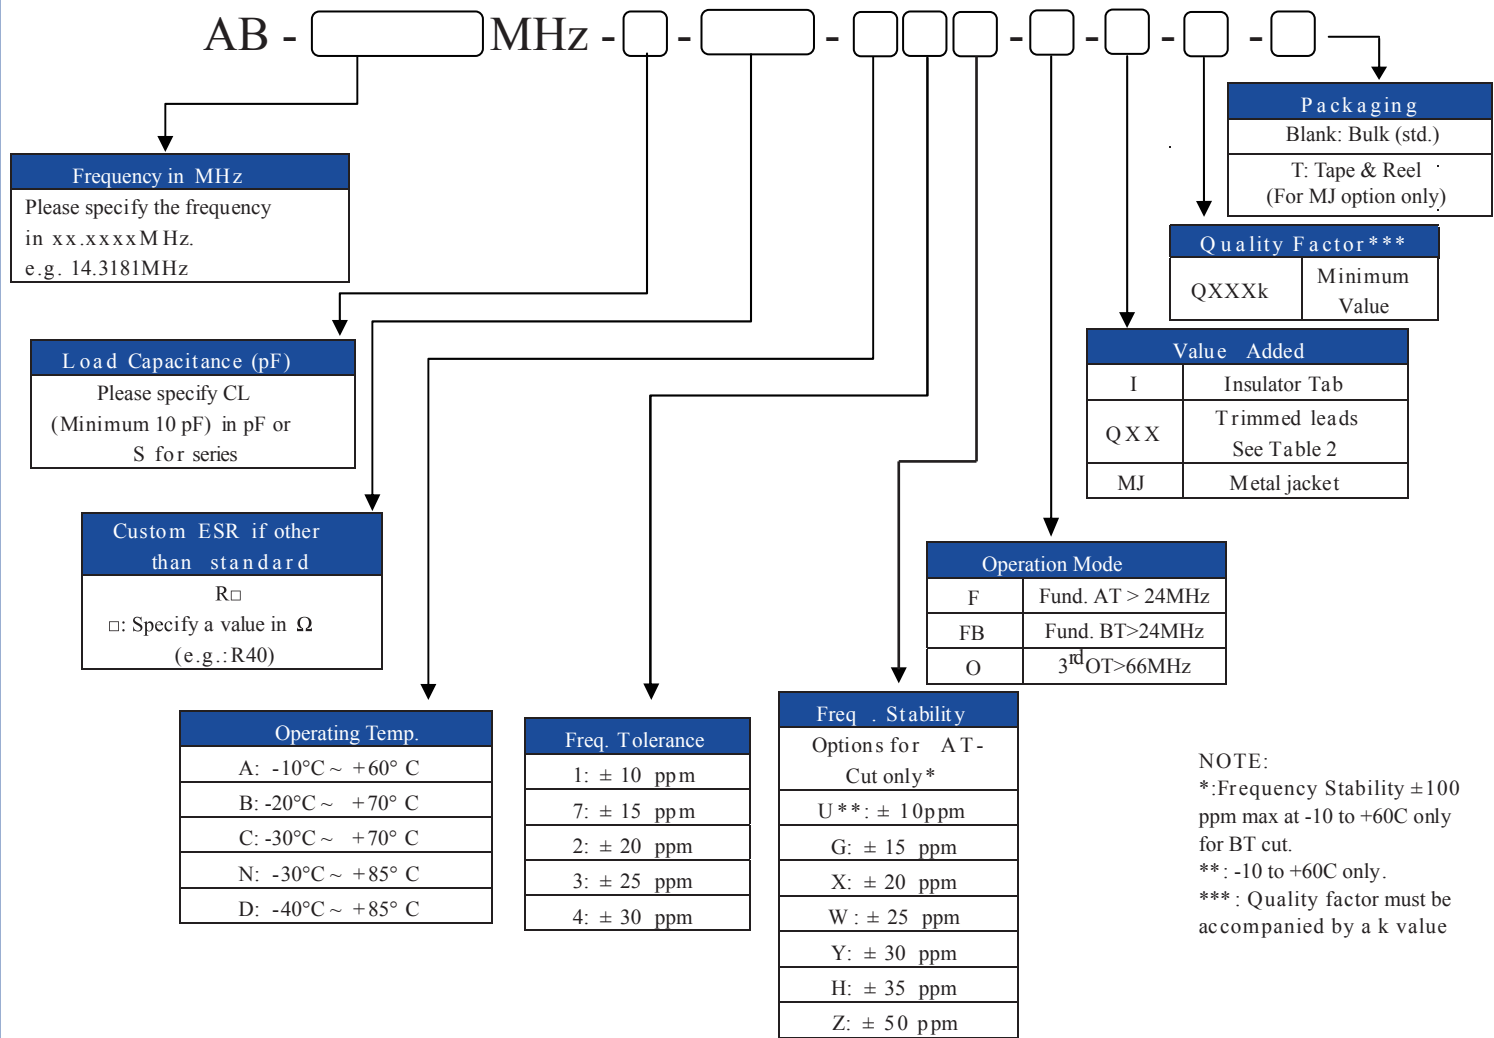 AB - MHz - - - - - - -
Packaging
Blank: Bulk (std.)
T: Tape & Reel
(For MJ option only)
Frequency in MHz
Please specify the frequency
in xx.xxxxMHz.
e.g. 14.3181MHz
Quality Factor***
QXXXk
Minimum
Value
Load Capacitance (pF)
Please specify CL
(Minimum 10 pF) in pF or
S for series
Value Added
I
Insulator Tab
QXX
Trimmed leads
See Table 2
MJ
Metal jacket
Custom ESR if other
than standard
R□
□: Specify a value in Ω
(e.g.:R40)
Operation Mode
F
Fund. AT > 24MHz
FB
Fund. BT>24MHz
O
3rdOT>66MHz
Operating Temp.
A: -10°C ~ +60° C
B: -20°C ~ +70° C
C: -30°C ~ +70° C
N: -30°C ~ +85° C
D: -40°C ~ +85° C
Freq. Tolerance
1: ± 10 ppm
7: ± 15 ppm
2: ± 20 ppm
3: ± 25 ppm
4: ± 30 ppm
Freq . Stability
Options for AT-
Cut only*
U**: ± 10ppm
G: ± 15 ppm
X: ± 20 ppm
W : ± 25 ppm
Y: ± 30 ppm
H: ± 35 ppm
Z: ± 50 ppm
NOTE:
*:Frequency Stability ±100
ppm max at -10 to +60C only
for BT cut.
**: -10 to +60C only.
***: Quality factor must be
accompanied by a k value